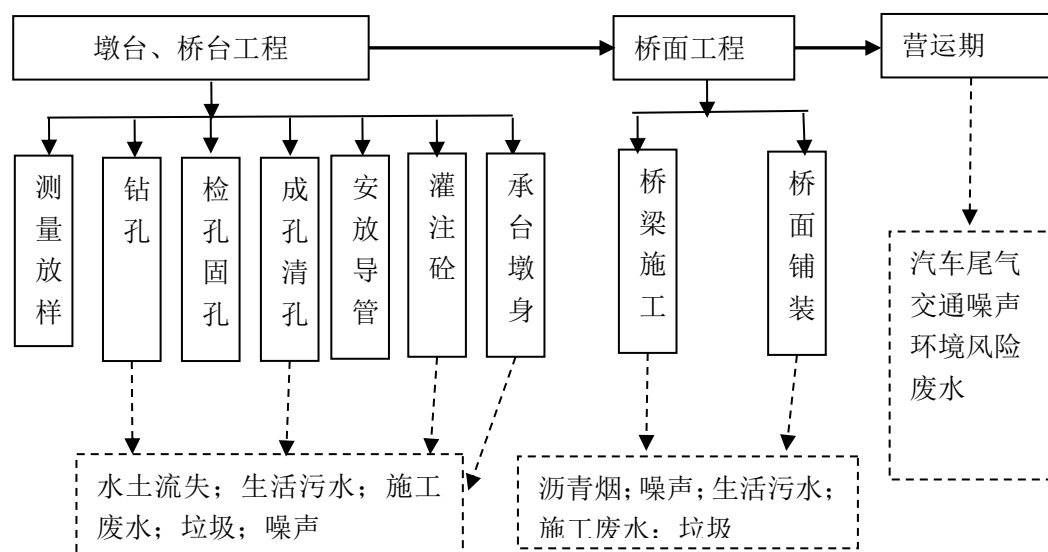 墩台、桥台工程
桥面工程
营运期
测量放样
钻孔
检孔固孔
成孔清孔
安放导管
灌注砼
承台墩身
桥梁施工
桥面铺装
汽车尾气
交通噪声
环境风险
废水
水土流失；生活污水；施工
废水；垃圾；噪声
沥青烟；噪声；生活污水；
施工废水；垃圾